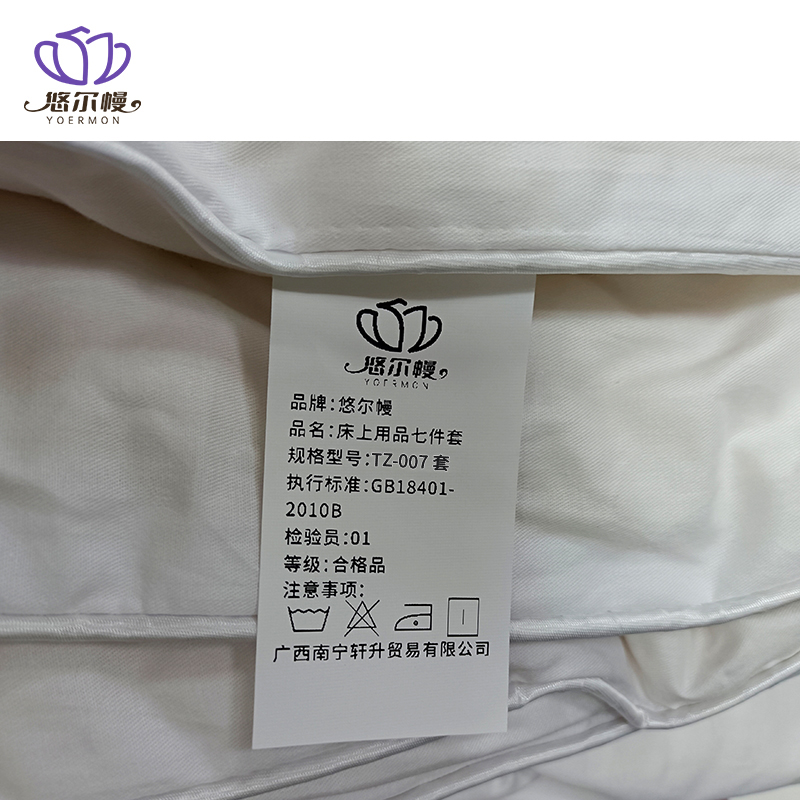 悠尔幔
YOERMON
悠尔幔
YOERMON
品牌:悠尔幔
品名:床上用品七件套
规格型号:TZ-007 套
执行标准:GB18401-
2010B
检验员:01
等级:合格品
注意事项:
广西南宁轩升贸易有限公司